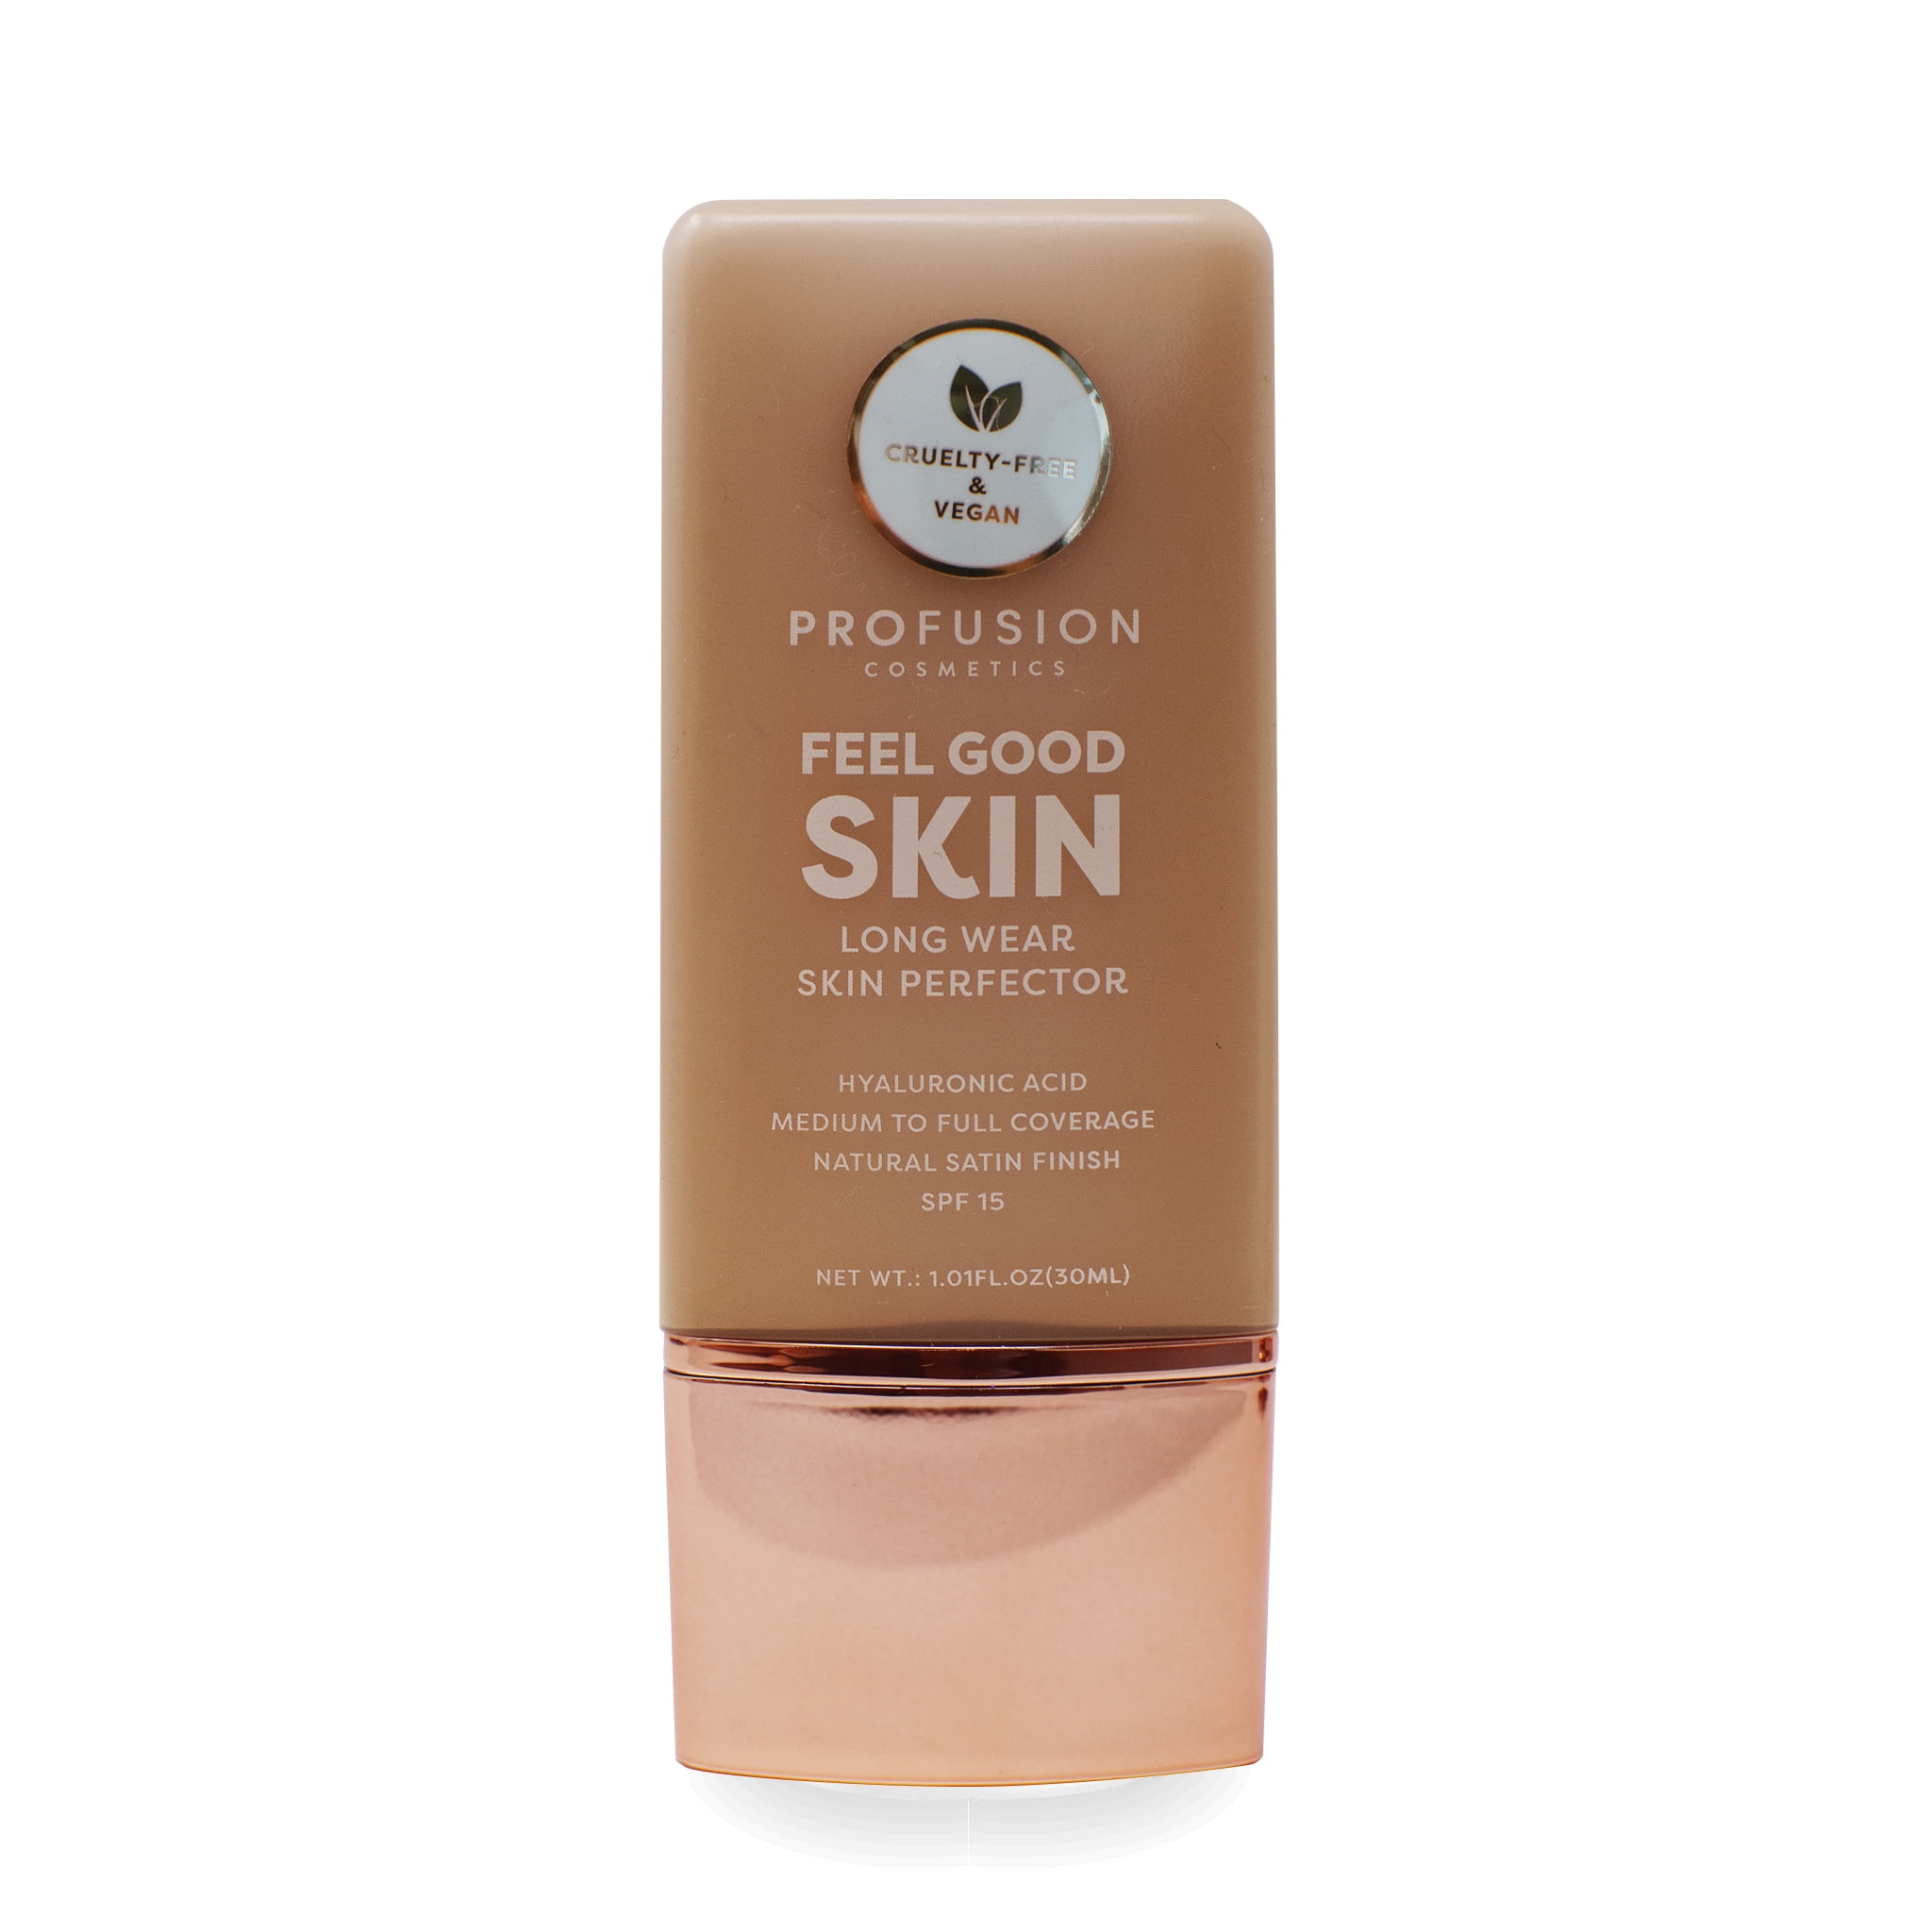 CRUELTY-FREE
&
VEGAN
PROFUSION
COSMETICS
FEEL GOOD
SKIN
LONG WEAR
SKIN PERFECTOR
HYALURONIC ACID
MEDIUM TO FULL COVERAGE
NATURAL SATIN FINISH
SPF 15
NET WT.: 1.01FL.OZ(30ML)